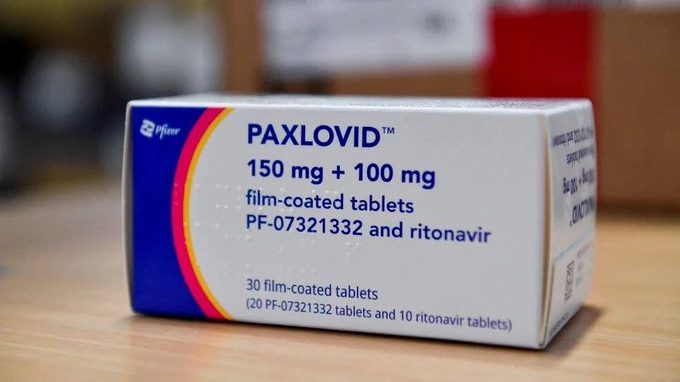 Pfizer
PAXLOVID™
150 mg + 100 mg
film-coated tablets
PF-07321332 and ritonavir
30 film-coated tablets
(20 PF-07321332 tablets and 10 ritonavir tablets)